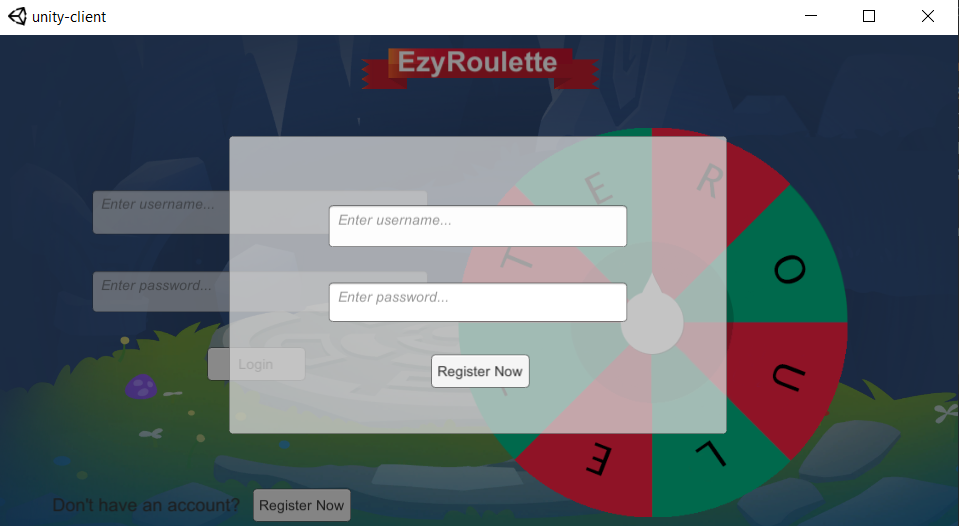 unity-client
EzyRoulette
Enter username...
Enter password...
Login
Don't have an account?
Register Now
Enter username...
Enter password...
Register Now
R
O
U
L
E
T
E